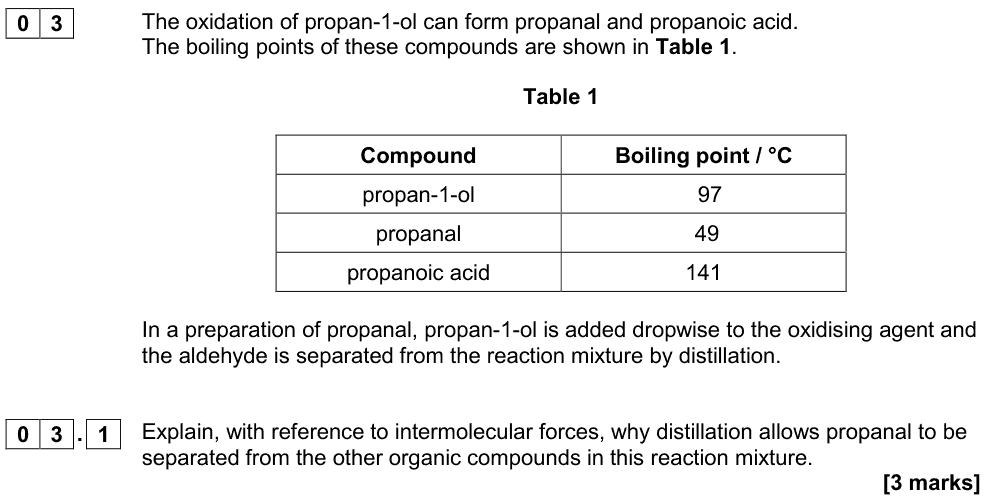 0 3 The oxidation of propan-1-ol can form propanal and propanoic acid.
The boiling points of these compounds are shown in Table 1.
Table 1
Compound Boiling point / °C
propan-1-ol 97
propanal 49
propanoic acid 141
In a preparation of propanal, propan-1-ol is added dropwise to the oxidising agent and
the aldehyde is separated from the reaction mixture by distillation.
0 3 . 1 Explain, with reference to intermolecular forces, why distillation allows propanal to be
separated from the other organic compounds in this reaction mixture.
[3 marks]